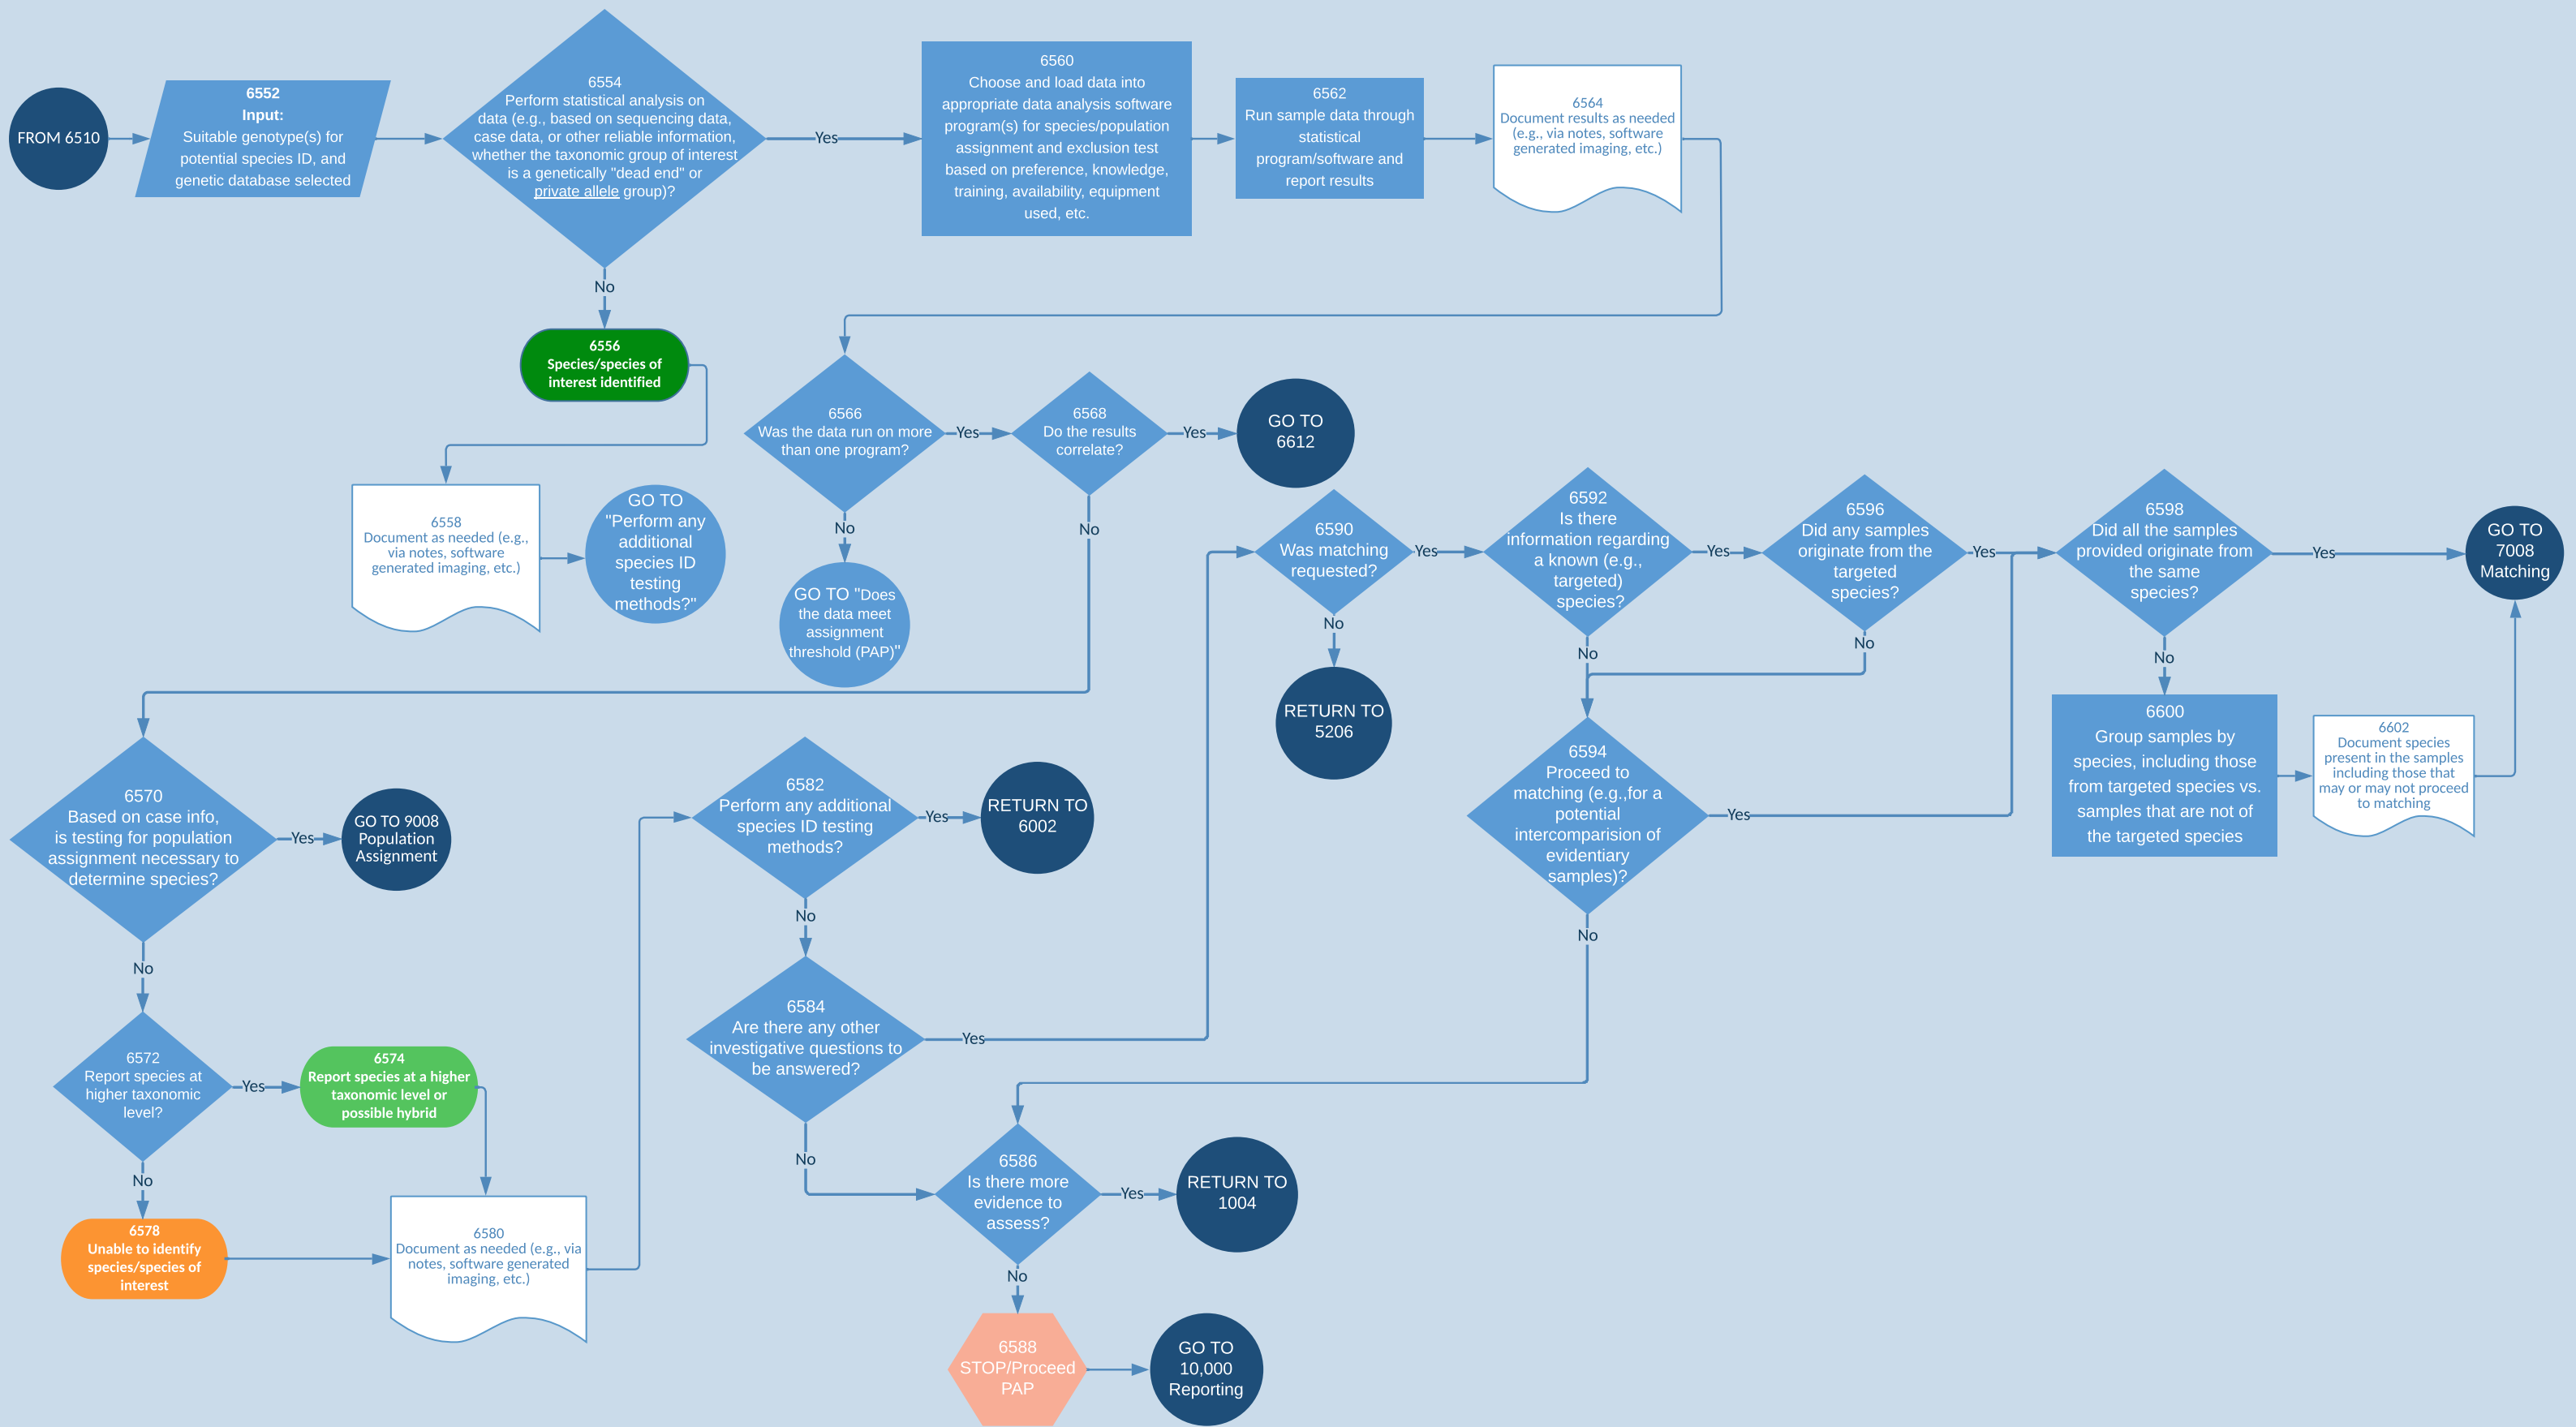 FROM 6510
6552
Input:
Suitable genotype(s) for
potential species ID, and
genetic database selected
6554
Perform statistical analysis on
data (e.g., based on sequencing data,
case data, or other reliable information,
whether the taxonomic group of interest
is a genetically "dead end" or
private allele group)?
Yes
6560
Choose and load data into
appropriate data analysis software
program(s) for species/population
assignment and exclusion test
based on preference, knowledge,
training, availability, equipment
used, etc.
6562
Run sample data through
statistical
program/software and
report results
6564
Document results as needed
(e.g., via notes, software
generated imaging, etc.)
No
6556
Species/species of
interest identified
6558
Document as needed (e.g.,
via notes, software
generated imaging, etc.)
GO TO
"Perform any
additional
species ID
testing
methods?"
6566
Was the data run on more
than one program?
Yes
6568
Do the results
correlate?
Yes
GO TO
6612
No
GO TO "Does
the data meet
assignment
threshold (PAP)"
No
6590
Was matching
requested?
Yes
6592
Is there
information regarding
a known (e.g.,
targeted)
species?
Yes
6596
Did any samples
originate from the
targeted
species?
Yes
6598
Did all the samples
provided originate from
the same
species?
Yes
GO TO
7008
Matching
No
RETURN TO
5206
No
No
No
6594
Proceed to
matching (e.g.,for a
potential
intercomparision of
evidentiary
samples)?
Yes
6600
Group samples by
species, including those
from targeted species vs.
samples that are not of
the targeted species
6602
Document species
present in the samples
including those that
may or may not proceed
to matching
No
6570
Based on case info,
is testing for population
assignment necessary to
determine species?
Yes
GO TO 9008
Population
Assignment
No
6572
Report species at
higher taxonomic
level?
Yes
6574
Report species at a higher
taxonomic level or
possible hybrid
No
6578
Unable to identify
species/species of
interest
6580
Document as needed (e.g., via
notes, software generated
imaging, etc.)
6582
Perform any additional
species ID testing
methods?
Yes
RETURN TO
6002
No
6584
Are there any other
investigative questions to
be answered?
Yes
No
6586
Is there more
evidence to
assess?
Yes
RETURN TO
1004
No
6588
STOP/Proceed
PAP
GO TO
10,000
Reporting